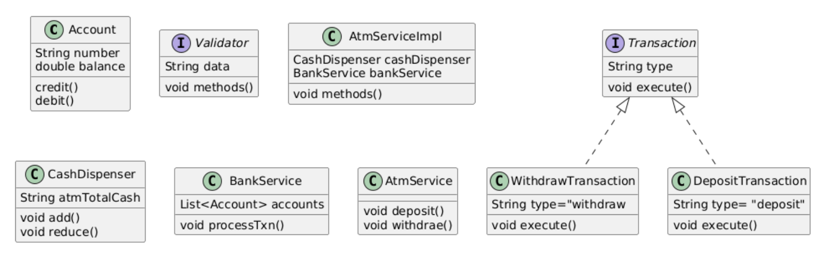 C Account
String number
double balance
credit()
debit()
I Validator
String data
void methods()
C AtmServiceImpl
CashDispenser cashDispenser
BankService bankService
void methods()
I Transaction
String type
void execute()
C CashDispenser
String atmTotalCash
void add()
void reduce()
C BankService
List<Account> accounts
void processTxn()
C AtmService
void deposit()
void withdrae()
C WithdrawTransaction
String type="withdraw
void execute()
C DepositTransaction
String type= "deposit"
void execute()